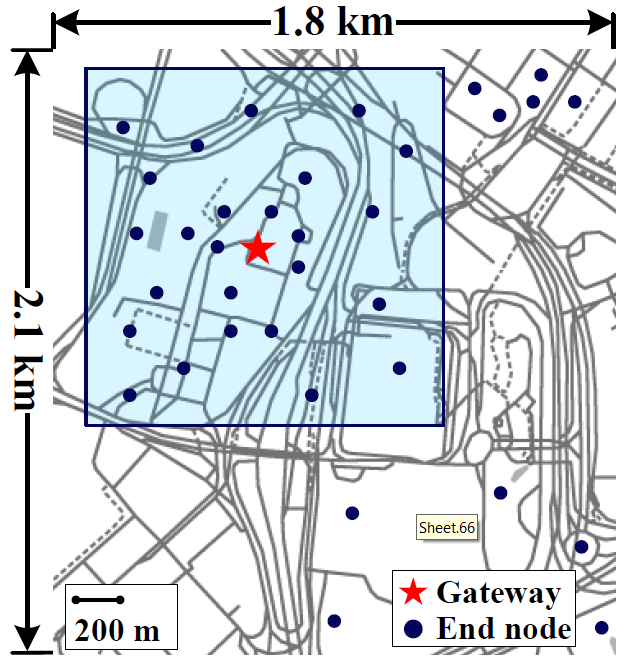 1.8 km
2.1 km
Sheet.66
200 m
Gateway
End node